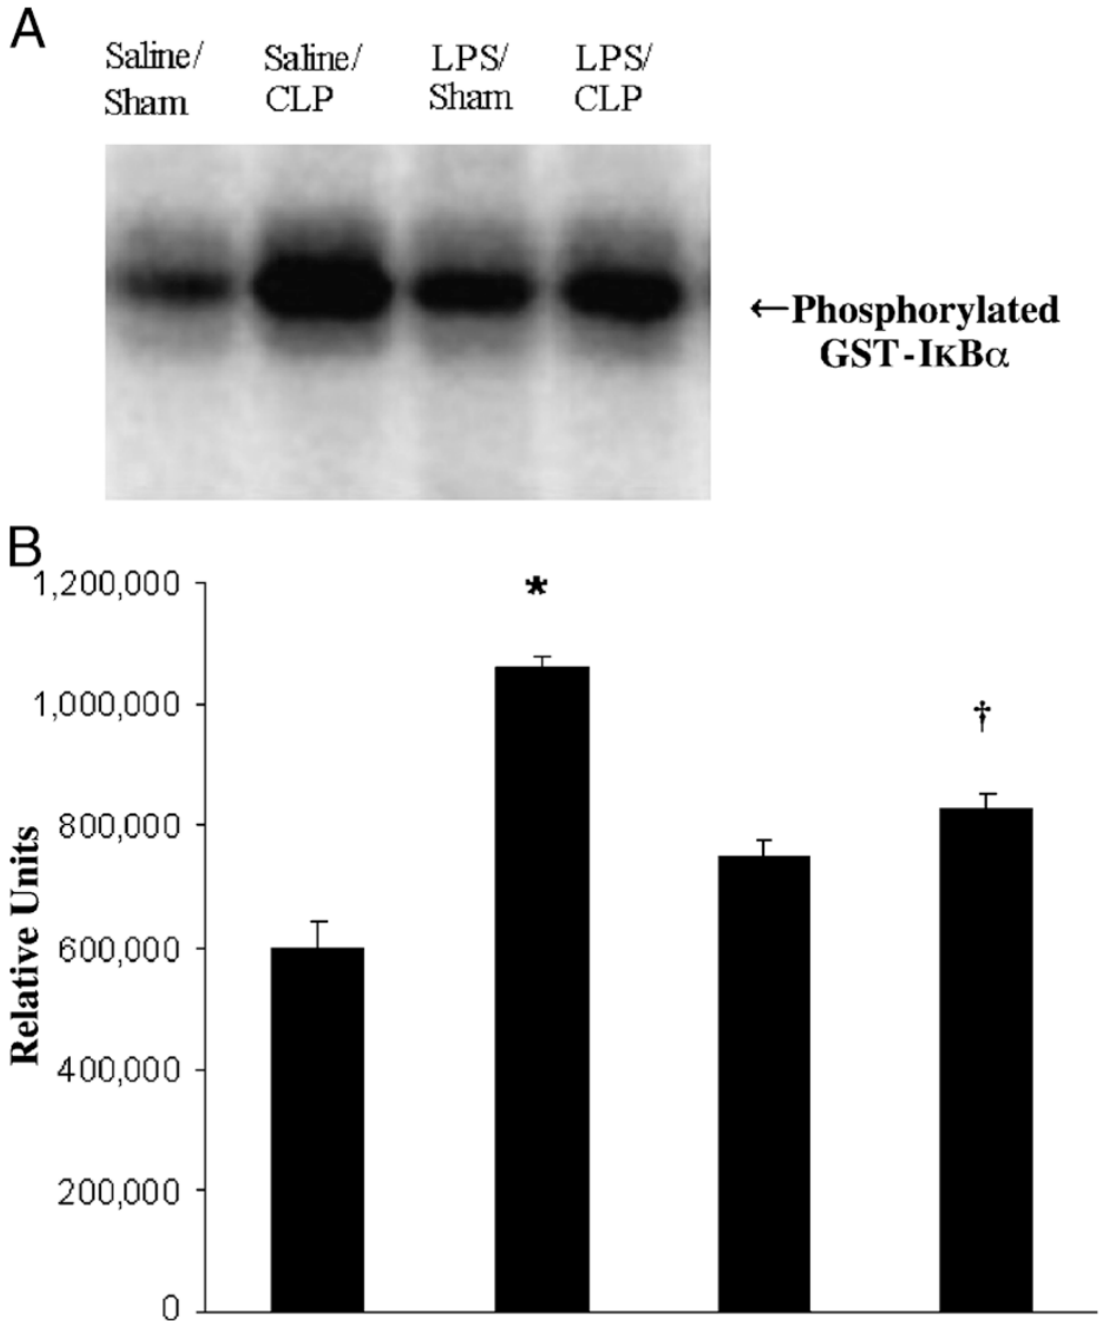 A
Saline/ Saline/ LPS/ LPS/
Sham CLP Sham CLP
←Phosphorylated
GST-IκBα
B
1,200,000
*
1,000,000
†
800,000
600,000
400,000
200,000
0
Relative Units